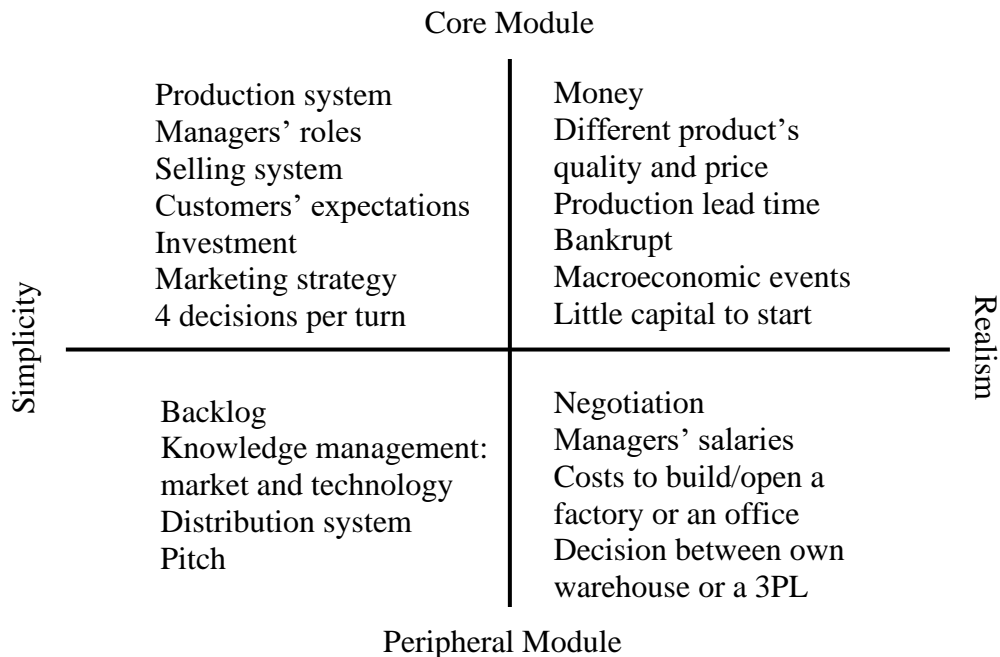 Core Module
Production system
Managers’ roles
Selling system
Customers’ expectations
Investment
Marketing strategy
4 decisions per turn
Money
Different product’s
quality and price
Production lead time
Bankrupt
Macroeconomic events
Little capital to start
Simplicity
Realism
Backlog
Knowledge management:
market and technology
Distribution system
Pitch
Negotiation
Managers’ salaries
Costs to build/open a
factory or an office
Decision between own
warehouse or a 3PL
Peripheral Module